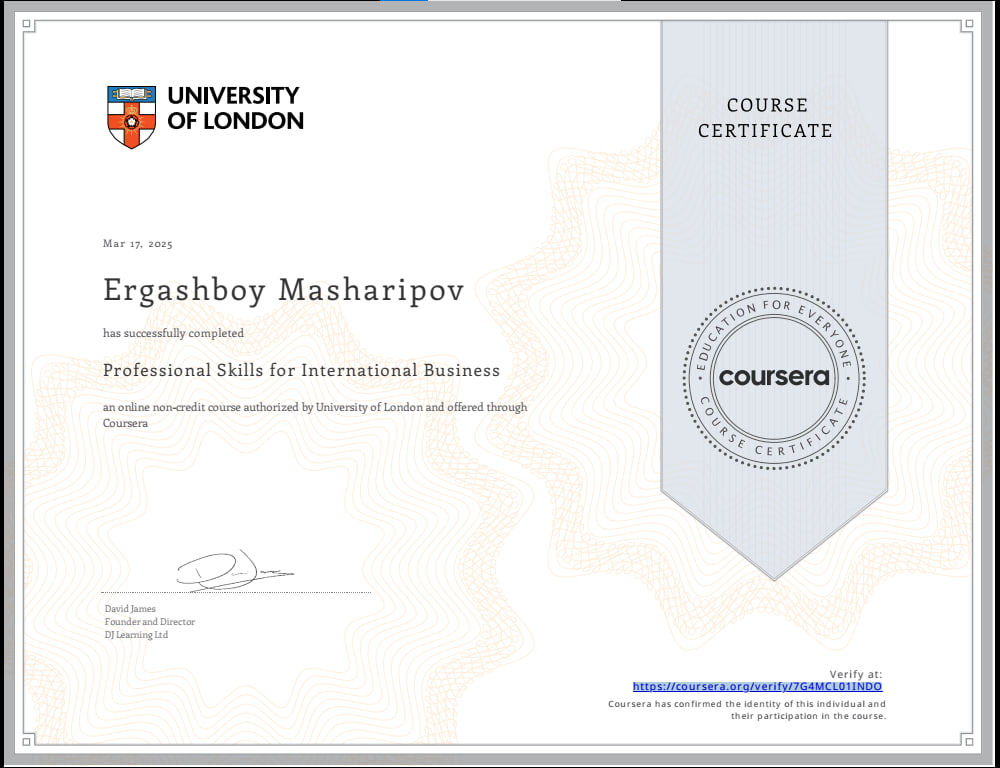 UNIVERSITY
OF LONDON
COURSE
CERTIFICATE
Mar 17, 2025
Ergashboy Masharipov
has successfully completed
Professional Skills for International Business
an online non-credit course authorized by University of London and offered through
Coursera
EDUCATION FOR EVERYONE
coursera
COURSE CERTIFICATE
David James
Founder and Director
DJ Learning Ltd
Verify at:
https://coursera.org/verify/7G4MCL01INDO
Coursera has confirmed the identity of this individual and
their participation in the course.